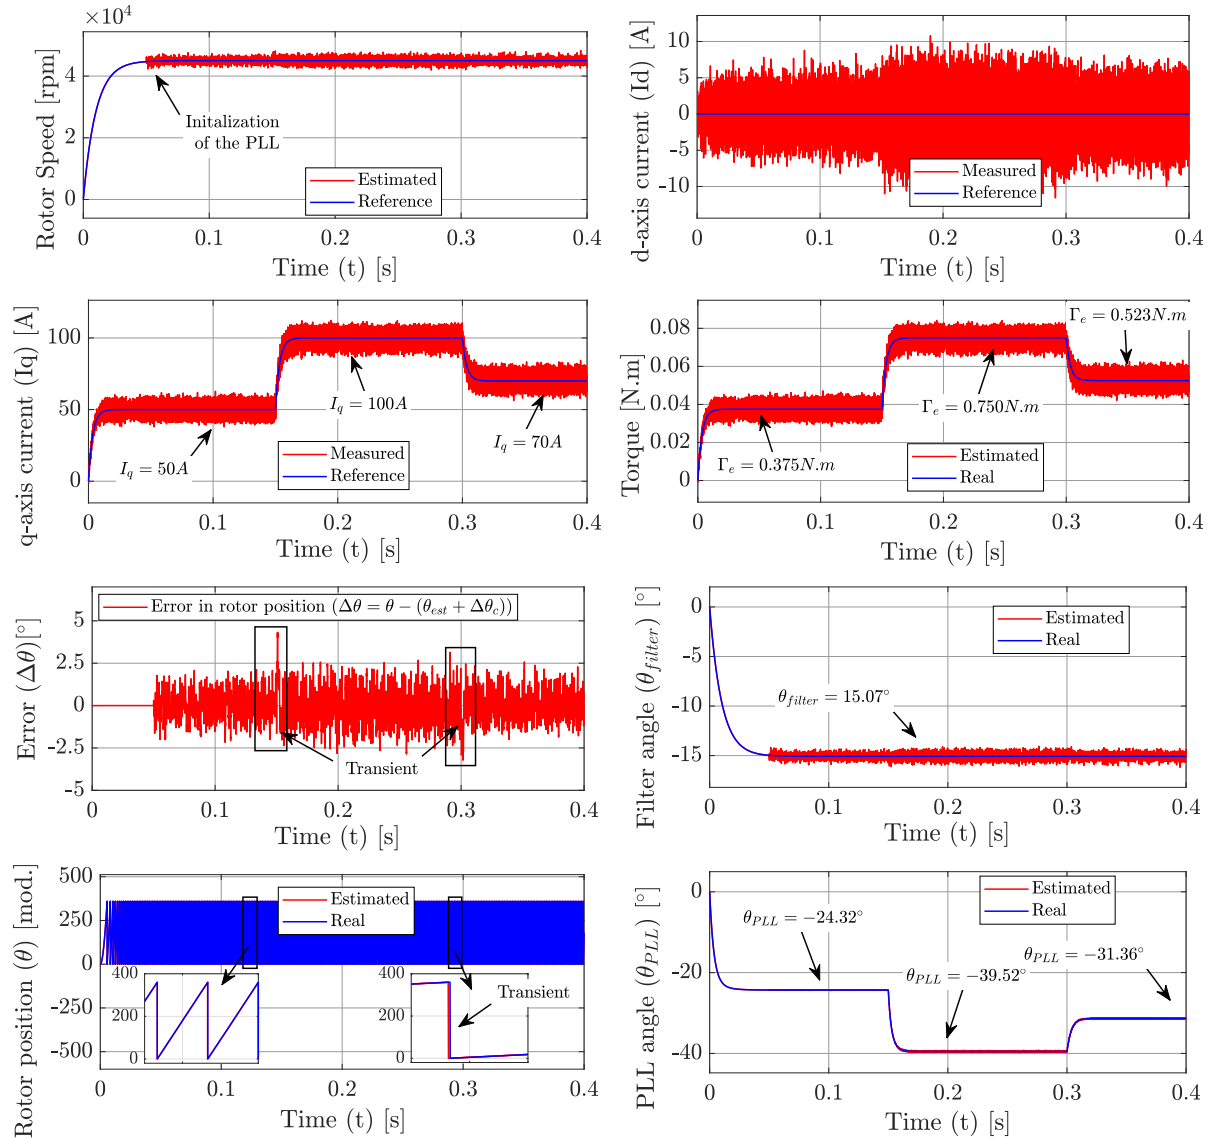 ×10⁴
Rotor Speed [rpm]
4
2
0
Initalization
of the PLL
Estimated
Reference
0 0.1 0.2 0.3 0.4
Time (t) [s]
d-axis current (Id) [A]
10
5
0
-5
-10
Measured
Reference
0 0.1 0.2 0.3 0.4
Time (t) [s]
q-axis current (Iq) [A]
100
50
0
I_q = 50A
I_q = 100A
I_q = 70A
Measured
Reference
0 0.1 0.2 0.3 0.4
Time (t) [s]
Torque [N.m]
0.08
0.06
0.04
0.02
0
Γ_e = 0.523N.m
Γ_e = 0.750N.m
Γ_e = 0.375N.m
Estimated
Real
0 0.1 0.2 0.3 0.4
Time (t) [s]
Error (Δθ)[°]
5
2.5
0
-2.5
-5
Error in rotor position (Δθ = θ − (θ_est + Δθ_c))
Transient
0 0.1 0.2 0.3 0.4
Time (t) [s]
Filter angle (θ_filter) [°]
0
-5
-10
-15
-20
Estimated
Real
θ_filter = 15.07°
0 0.1 0.2 0.3 0.4
Time (t) [s]
Rotor position (θ) [mod.]
500
250
0
-250
-500
Estimated
Real
400
200
0
400
200
0
Transient
0 0.1 0.2 0.3 0.4
Time (t) [s]
PLL angle (θ_PLL) [°]
0
-20
-40
Estimated
Real
θ_PLL = −24.32°
θ_PLL = −39.52°
θ_PLL = −31.36°
0 0.1 0.2 0.3 0.4
Time (t) [s]